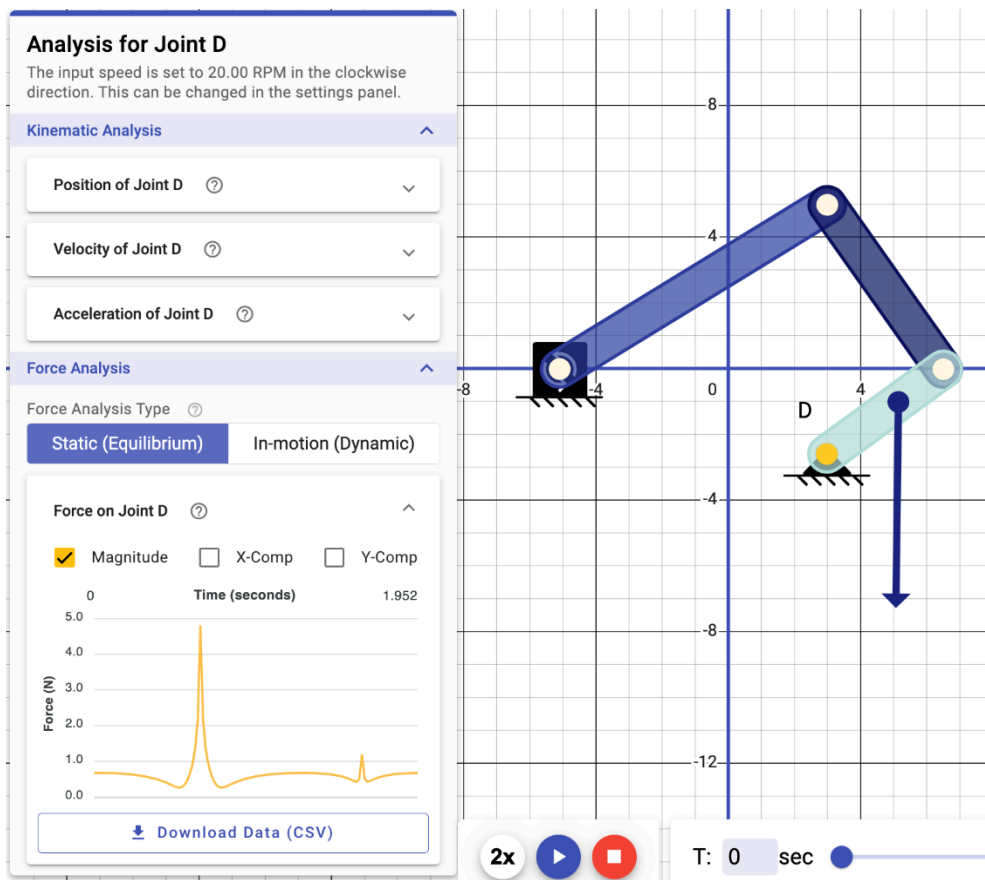 Analysis for Joint D
The input speed is set to 20.00 RPM in the clockwise
direction. This can be changed in the settings panel.
Kinematic Analysis
Position of Joint D ?
Velocity of Joint D ?
Acceleration of Joint D ?
Force Analysis
Force Analysis Type ?
Static (Equilibrium) In-motion (Dynamic)
Force on Joint D ?
Magnitude X-Comp Y-Comp
0 Time (seconds) 1.952
5.0
4.0
3.0
2.0
1.0
0.0
Force (N)
Download Data (CSV)
8
4
-8 -4 0 4
D
-4
-8
-12
2x
T: 0 sec